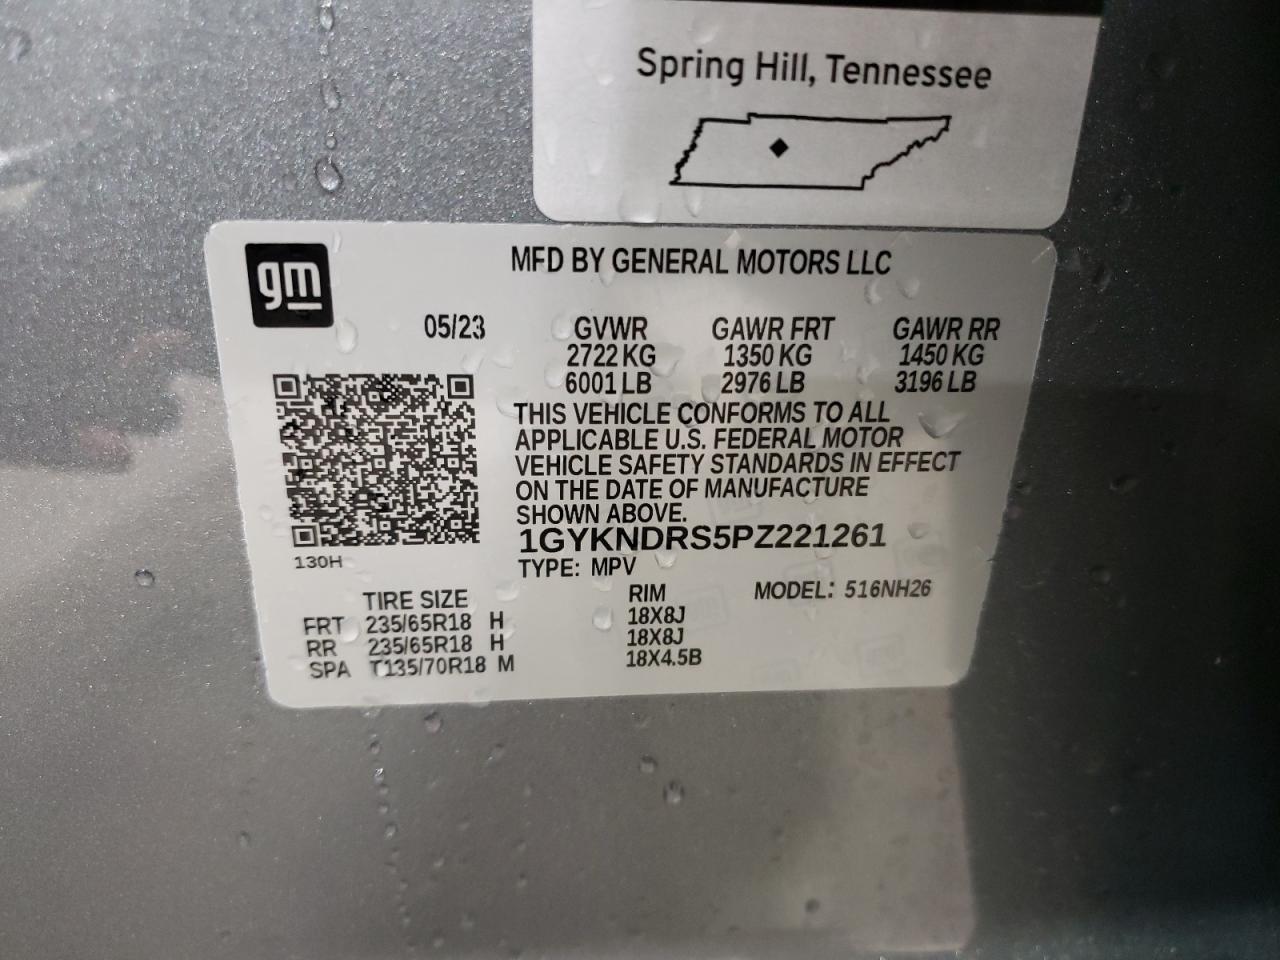 Spring Hill, Tennessee
gm
MFD BY GENERAL MOTORS LLC
05/23 GVWR GAWR FRT GAWR RR
2722 KG 1350 KG 1450 KG
6001 LB 2976 LB 3196 LB
THIS VEHICLE CONFORMS TO ALL
APPLICABLE U.S. FEDERAL MOTOR
VEHICLE SAFETY STANDARDS IN EFFECT
ON THE DATE OF MANUFACTURE
SHOWN ABOVE.
1GYKNDRS5PZ221261
130H TYPE: MPV
TIRE SIZE RIM MODEL: 516NH26
FRT 235/65R18 H 18X8J
RR 235/65R18 H 18X8J
SPA T135/70R18 M 18X4.5B